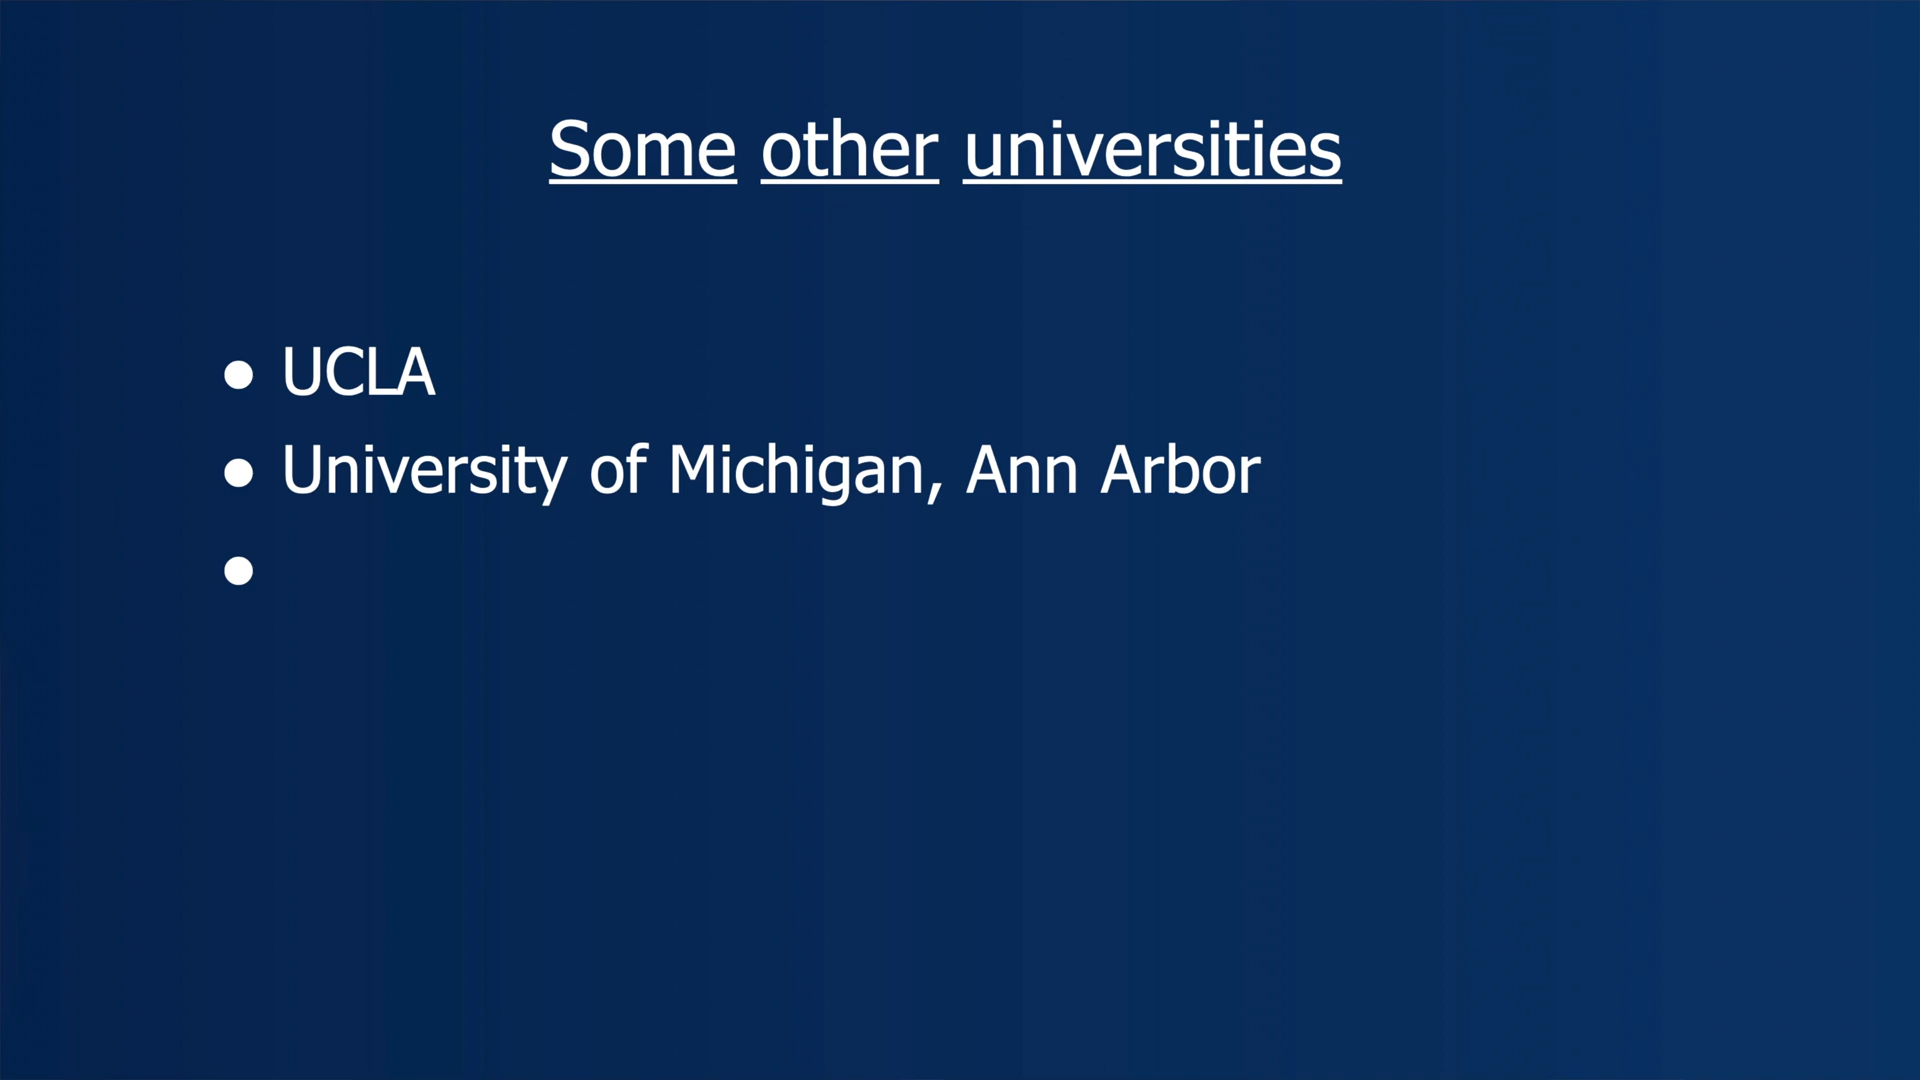 Some other universities
• UCLA
• University of Michigan, Ann Arbor
•